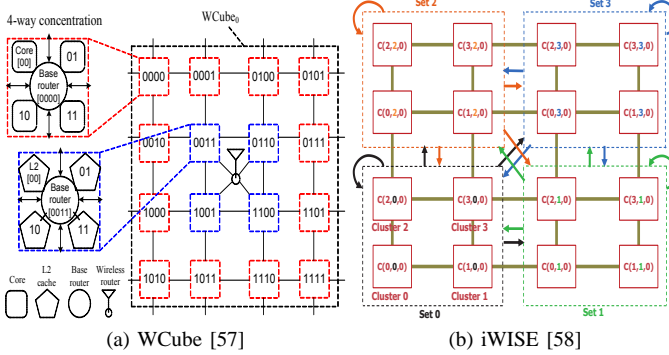 4-way concentration
WCube0
Core
[00]
01
Base
router
[0000]
10
11
L2
[00]
01
Base
router
[0011]
10
11
0000 0001 0100 0101
0010 0011 0110 0111
1000 1001 1100 1101
1010 1011 1110 1111
Core
L2
cache
Base
router
Wireless
router
(a) WCube [57]
Set 2
Set 3
C(2,2,0) C(3,2,0) C(2,3,0) C(3,3,0)
C(0,2,0) C(1,2,0) C(0,3,0) C(1,3,0)
C(2,0,0) C(3,0,0) C(2,1,0) C(3,1,0)
Cluster 2 Cluster 3
C(0,0,0) C(1,0,0) C(0,1,0) C(1,1,0)
Cluster 0 Cluster 1
Set 0
Set 1
(b) iWISE [58]